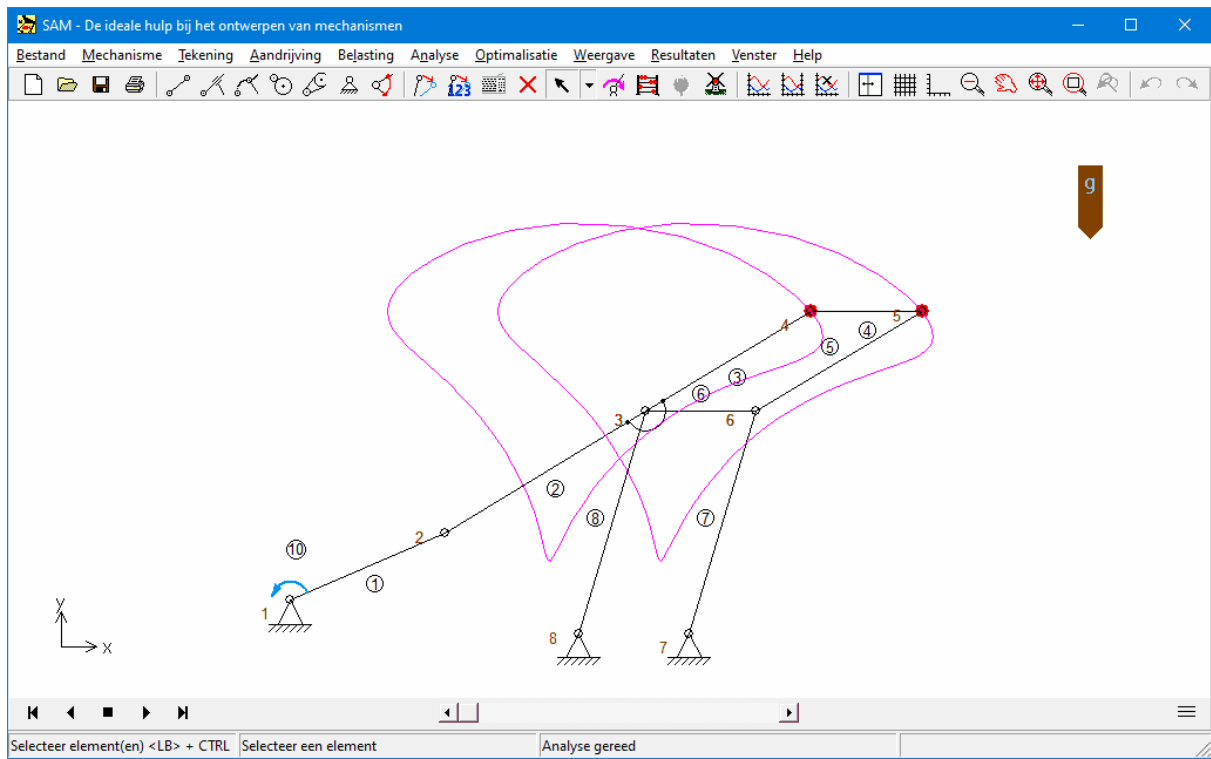 SAM - De ideale hulp bij het ontwerpen van mechanismen
Bestand Mechanisme Tekening Aandrijving Belasting Analyse Optimalisatie Weergave Resultaten Venster Help
123
g
4 5
④
⑤
③
⑥
3 6
②
⑧ ⑦
2
⑩
①
1
y
8 7
x
Selecteer element(en) <LB> + CTRL Selecteer een element Analyse gereed